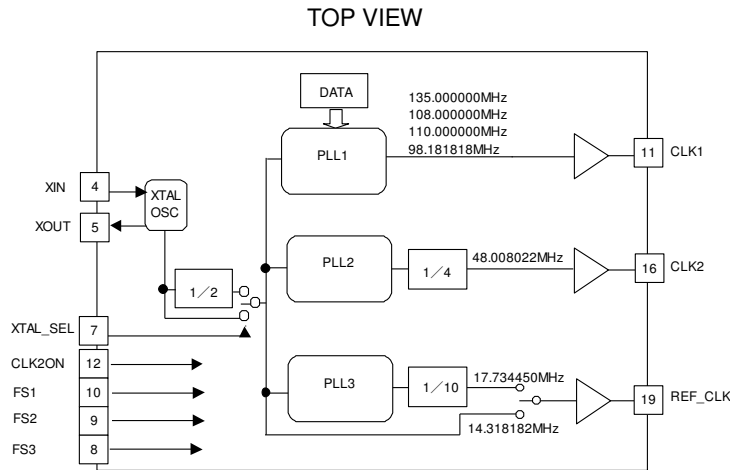 TOP VIEW
DATA
135.000000MHz
108.000000MHz
110.000000MHz
98.181818MHz
PLL1
11
CLK1
XIN
4
XTAL
OSC
XOUT
5
PLL2
1/4
48.008022MHz
16
CLK2
1/2
XTAL_SEL
7
CLK2ON
12
FS1
10
FS2
9
FS3
8
PLL3
1/10
17.734450MHz
14.318182MHz
19
REF_CLK